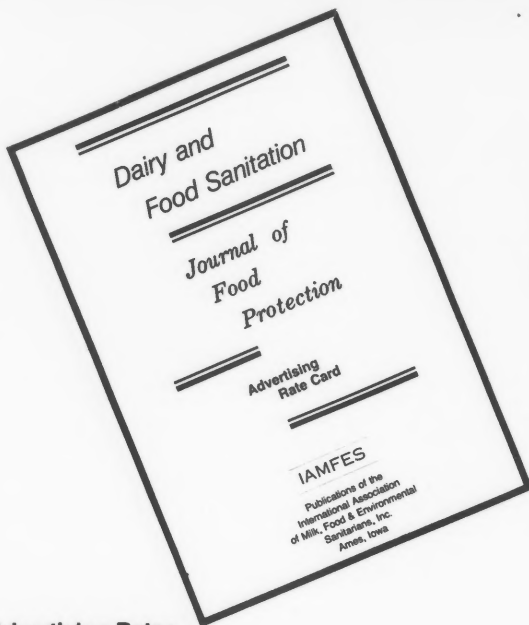 Dairy and
Food Sanitation
Journal of
Food
Protection
Advertising
Rate Card
IAMFES
Publications of the
International Association
of Milk, Food & Environmental
Sanitarians, Inc.
Ames, Iowa